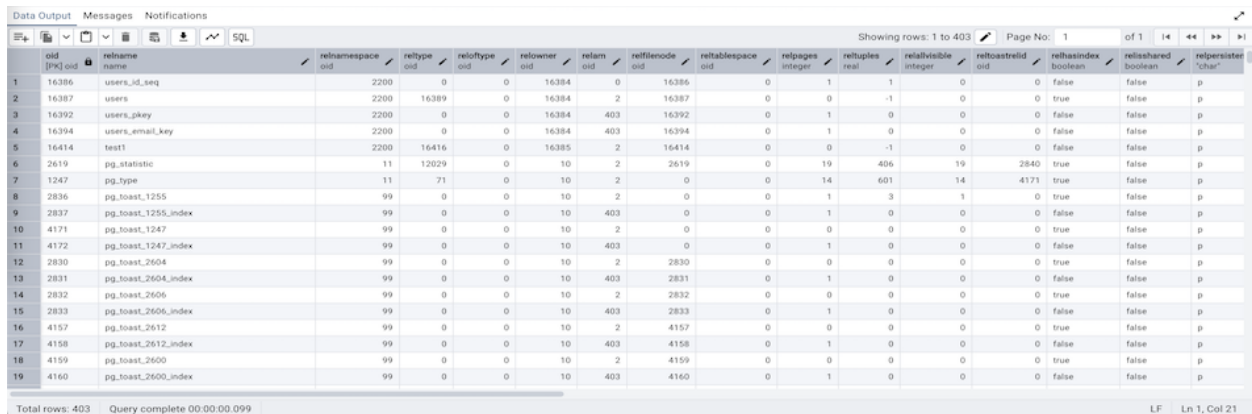 Data Output Messages Notifications
SQL Showing rows: 1 to 403 Page No: 1 of 1
oid relname relnamespace reltype reloftype relowner relam relfilenode reltablespace relpages reltuples relallvisible reltoastrelid relhasindex relisshared relpersisten
[PK] oid name oid oid oid oid oid oid oid integer real integer oid boolean boolean "char"
1 16386 users_id_seq 2200 0 0 16384 0 16386 0 1 1 0 0 false false p
2 16387 users 2200 16389 0 16384 2 16387 0 0 -1 0 0 true false p
3 16392 users_pkey 2200 0 0 16384 403 16392 0 1 0 0 0 false false p
4 16394 users_email_key 2200 0 0 16384 403 16394 0 1 0 0 0 false false p
5 16414 test1 2200 16416 0 16385 2 16414 0 0 -1 0 0 false false p
6 2619 pg_statistic 11 12029 0 10 2 2619 0 19 406 19 2840 true false p
7 1247 pg_type 11 71 0 10 2 0 0 14 601 14 4171 true false p
8 2836 pg_toast_1255 99 0 0 10 2 0 0 1 3 1 0 true false p
9 2837 pg_toast_1255_index 99 0 0 10 403 0 0 1 0 0 0 false false p
10 4171 pg_toast_1247 99 0 0 10 2 0 0 0 0 0 0 true false p
11 4172 pg_toast_1247_index 99 0 0 10 403 0 0 1 0 0 0 false false p
12 2830 pg_toast_2604 99 0 0 10 2 2830 0 0 0 0 0 true false p
13 2831 pg_toast_2604_index 99 0 0 10 403 2831 0 1 0 0 0 false false p
14 2832 pg_toast_2606 99 0 0 10 2 2832 0 0 0 0 0 true false p
15 2833 pg_toast_2606_index 99 0 0 10 403 2833 0 1 0 0 0 false false p
16 4157 pg_toast_2612 99 0 0 10 2 4157 0 0 0 0 0 true false p
17 4158 pg_toast_2612_index 99 0 0 10 403 4158 0 1 0 0 0 false false p
18 4159 pg_toast_2600 99 0 0 10 2 4159 0 0 0 0 0 true false p
19 4160 pg_toast_2600_index 99 0 0 10 403 4160 0 1 0 0 0 false false p
Total rows: 403 Query complete 00:00:00.099 LF Ln 1, Col 21